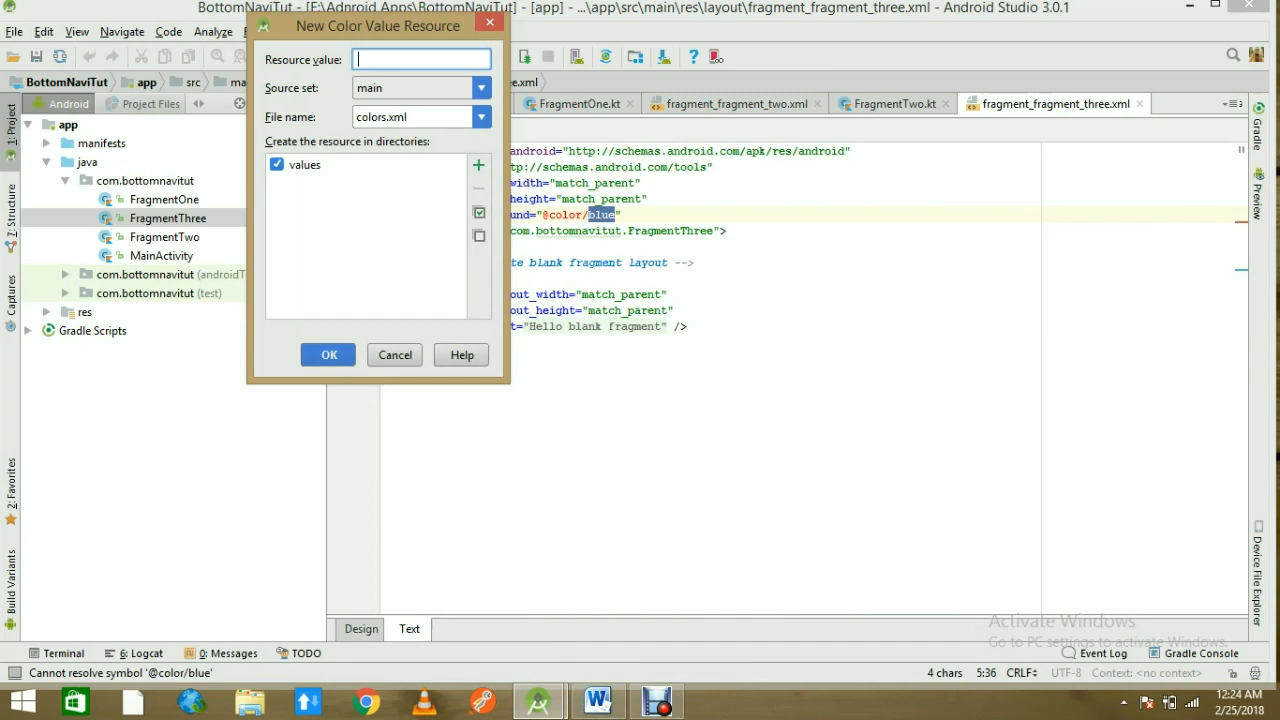 BottomNaviTut - [E:\Adnroid Apps\BottomNaviTut] - [app] - ...\app\src\main\res\layout\fragment_fragment_three.xml - Android Studio 3.0.1
New Color Value Resource
File Edit View Navigate Code Analyze
BottomNaviTut app src
Android Project Files
FragmentOne.kt fragment_fragment_two.xml FragmentTwo.kt fragment_fragment_three.xml
Resource value:
Source set: main
File name: colors.xml
Create the resource in directories:
values
OK Cancel Help
app
manifests
java
com.bottomnavitut
FragmentOne
FragmentThree
FragmentTwo
MainActivity
com.bottomnavitut (androidT
com.bottomnavitut (test)
res
Gradle Scripts
android="http://schemas.android.com/apk/res/android"
tp://schemas.android.com/tools"
width="match_parent"
height="match_parent"
und="@color/blue"
com.bottomnavitut.FragmentThree">
te blank fragment layout -->
out_width="match_parent"
out_height="match_parent"
t="Hello blank fragment" />
1: Project
7: Structure
Captures
2: Favorites
Build Variants
Gradle
Preview
Device File Explorer
Design Text
Activate Windows
Go to PC settings to activate Windows.
Terminal 6: Logcat 0: Messages TODO Event Log Gradle Console
Cannot resolve symbol '@color/blue' 4 chars 5:36 CRLF UTF-8 Context: <no context>
12:24 AM
2/25/2018